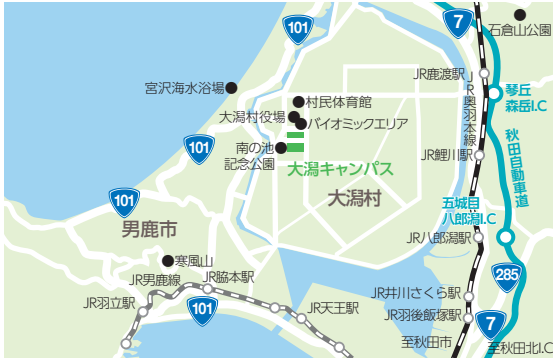 101
7
石倉山公園
JR鹿渡駅
JR奥羽本線
宮沢海水浴場
琴丘
森岳I.C
村民体育館
大潟村役場
バイオミックエリア
秋田自動車道
101
南の池
記念公園
大潟キャンパス
JR鯉川駅
101
大潟村
五城目
八郎潟I.C
男鹿市
JR八郎潟駅
寒風山
285
JR男鹿線
JR脇本駅
JR井川さくら駅
JR羽立駅
101
JR天王駅
JR羽後飯塚駅
7
至秋田市
至秋田北I.C